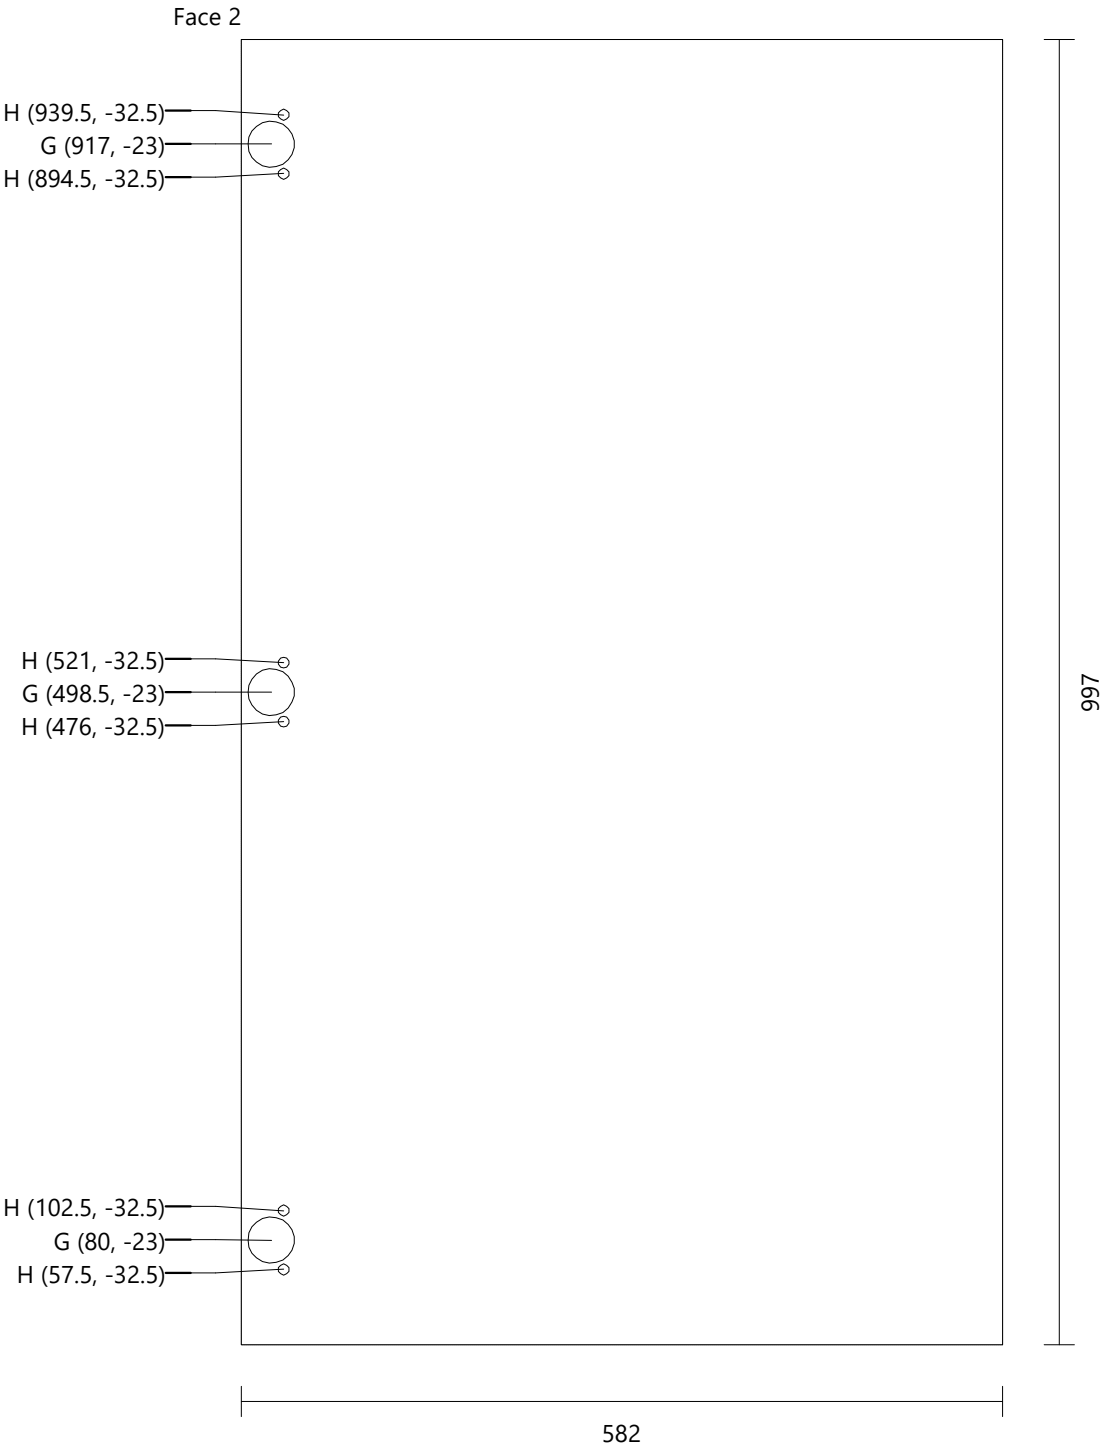 Face 2
H (939.5, -32.5)
G (917, -23)
H (894.5, -32.5)
H (521, -32.5)
G (498.5, -23)
H (476, -32.5)
997
H (102.5, -32.5)
G (80, -23)
H (57.5, -32.5)
582